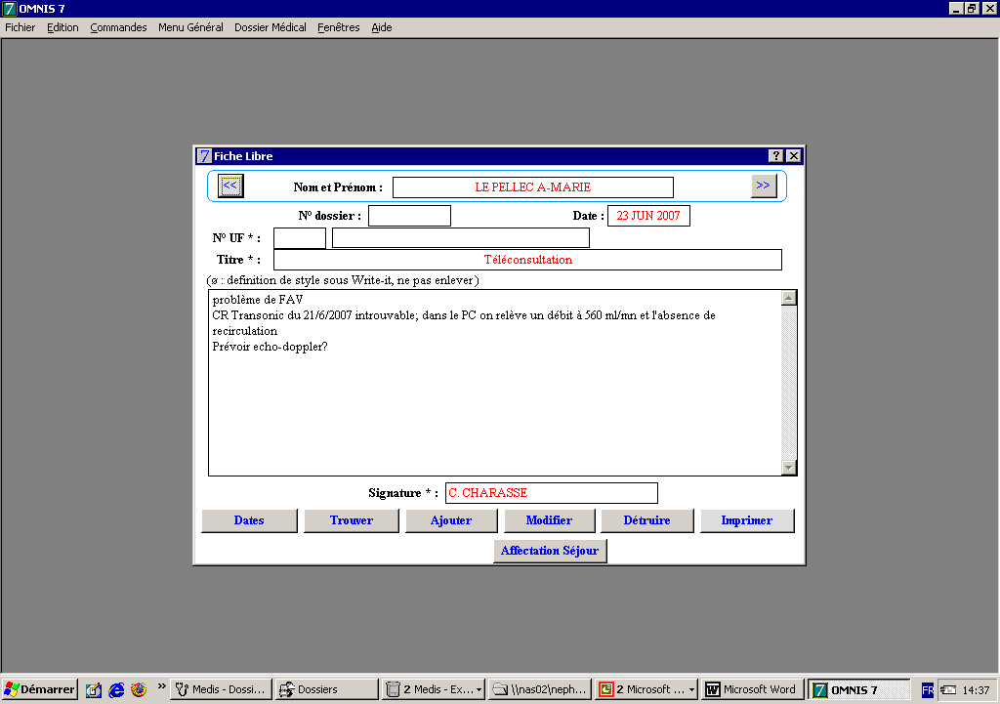 OMNIS 7
Fichier Edition Commandes Menu Général Dossier Médical Fenêtres Aide
Fiche Libre
<< Nom et Prénom : LE PELLEC A-MARIE >>
N° dossier : Date : 23 JUN 2007
N° UF * :
Titre * : Téléconsultation
(ø : definition de style sous Write-it, ne pas enlever)
problème de FAV
CR Transonic du 21/6/2007 introuvable; dans le PC on relève un débit à 560 ml/mn et l'absence de
recirculation
Prévoir echo-doppler?
Signature * : C. CHARASSE
Dates Trouver Ajouter Modifier Détruire Imprimer
Affectation Séjour
Démarrer » Medis - Dossi... Dossiers 2 Medis - Ex... \\nas02\neph... 2 Microsoft ... Microsoft Word OMNIS 7 FR 14:37